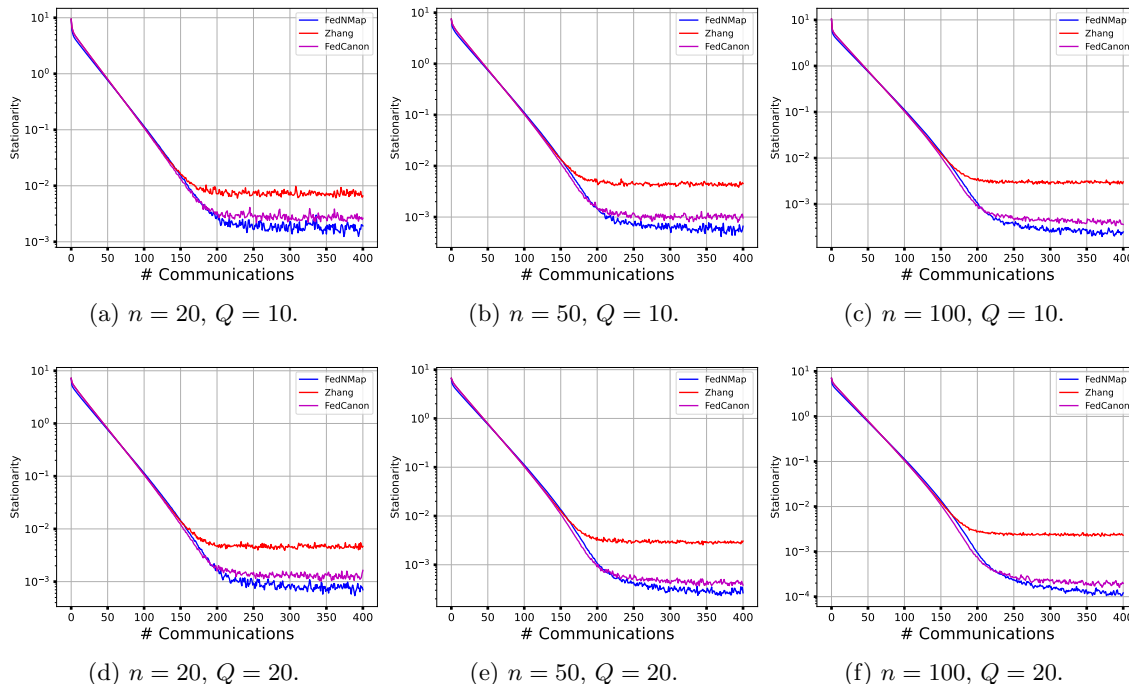 Stationarity
10¹
10⁰
10⁻¹
10⁻²
10⁻³
0 50 100 150 200 250 300 350 400
# Communications
FedNMap
Zhang
FedCanon
(a) n = 20, Q = 10.
Stationarity
10¹
10⁰
10⁻¹
10⁻²
10⁻³
0 50 100 150 200 250 300 350 400
# Communications
FedNMap
Zhang
FedCanon
(b) n = 50, Q = 10.
Stationarity
10¹
10⁰
10⁻¹
10⁻²
10⁻³
0 50 100 150 200 250 300 350 400
# Communications
FedNMap
Zhang
FedCanon
(c) n = 100, Q = 10.
Stationarity
10¹
10⁰
10⁻¹
10⁻²
10⁻³
0 50 100 150 200 250 300 350 400
# Communications
FedNMap
Zhang
FedCanon
(d) n = 20, Q = 20.
Stationarity
10¹
10⁰
10⁻¹
10⁻²
10⁻³
0 50 100 150 200 250 300 350 400
# Communications
FedNMap
Zhang
FedCanon
(e) n = 50, Q = 20.
Stationarity
10¹
10⁰
10⁻¹
10⁻²
10⁻³
10⁻⁴
0 50 100 150 200 250 300 350 400
# Communications
FedNMap
Zhang
FedCanon
(f) n = 100, Q = 20.